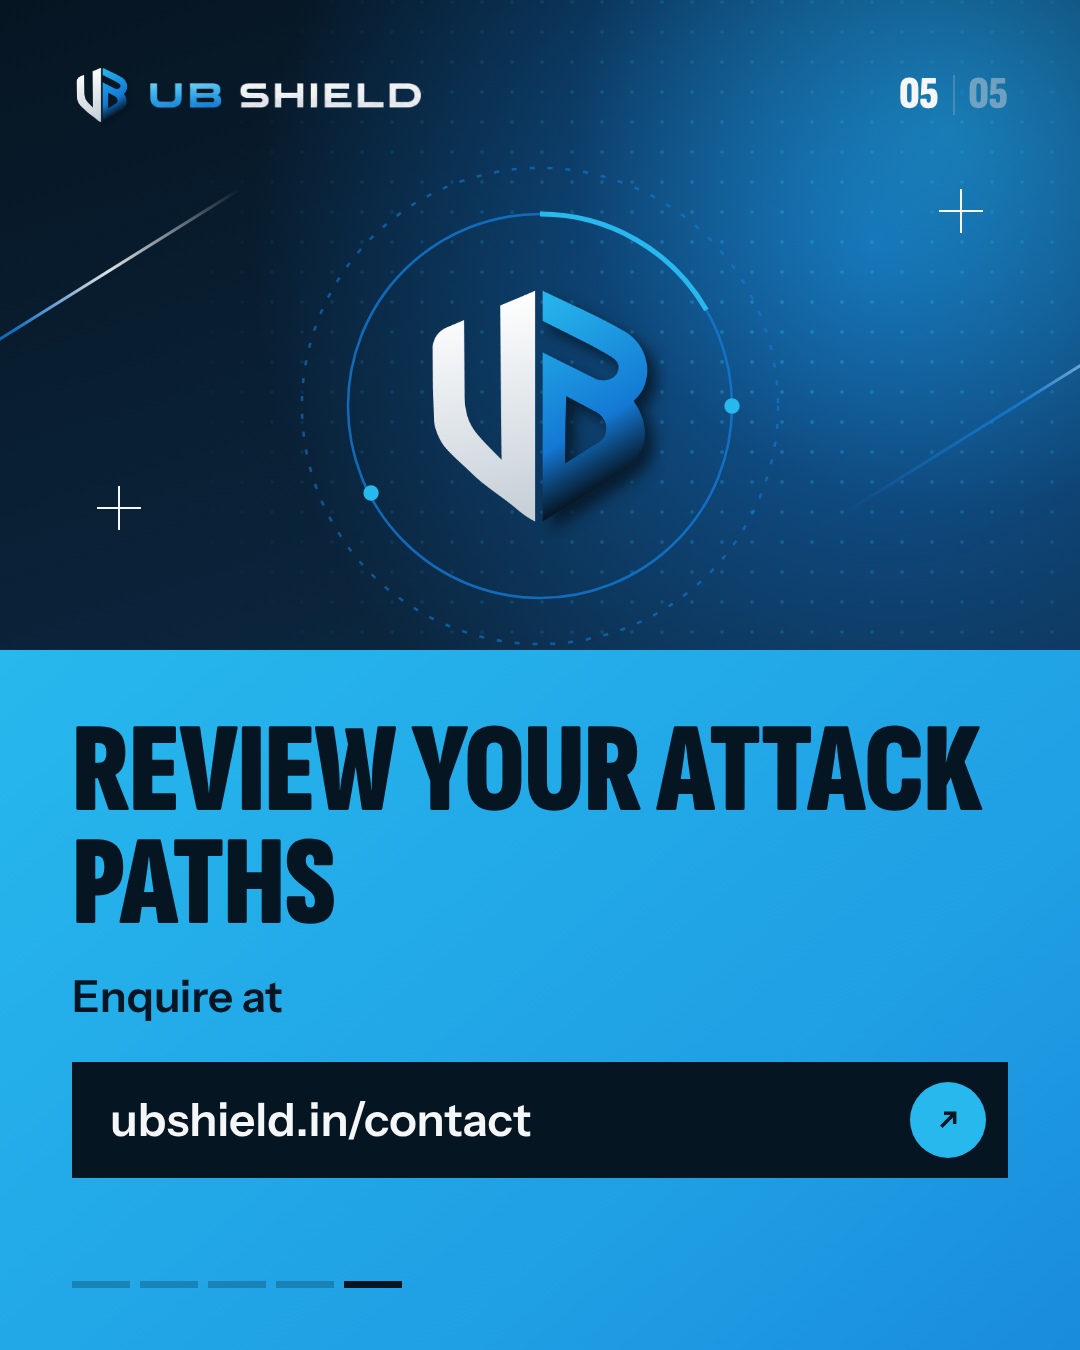 UB SHIELD
05 | 05
REVIEW YOUR ATTACK
PATHS
Enquire at
ubshield.in/contact